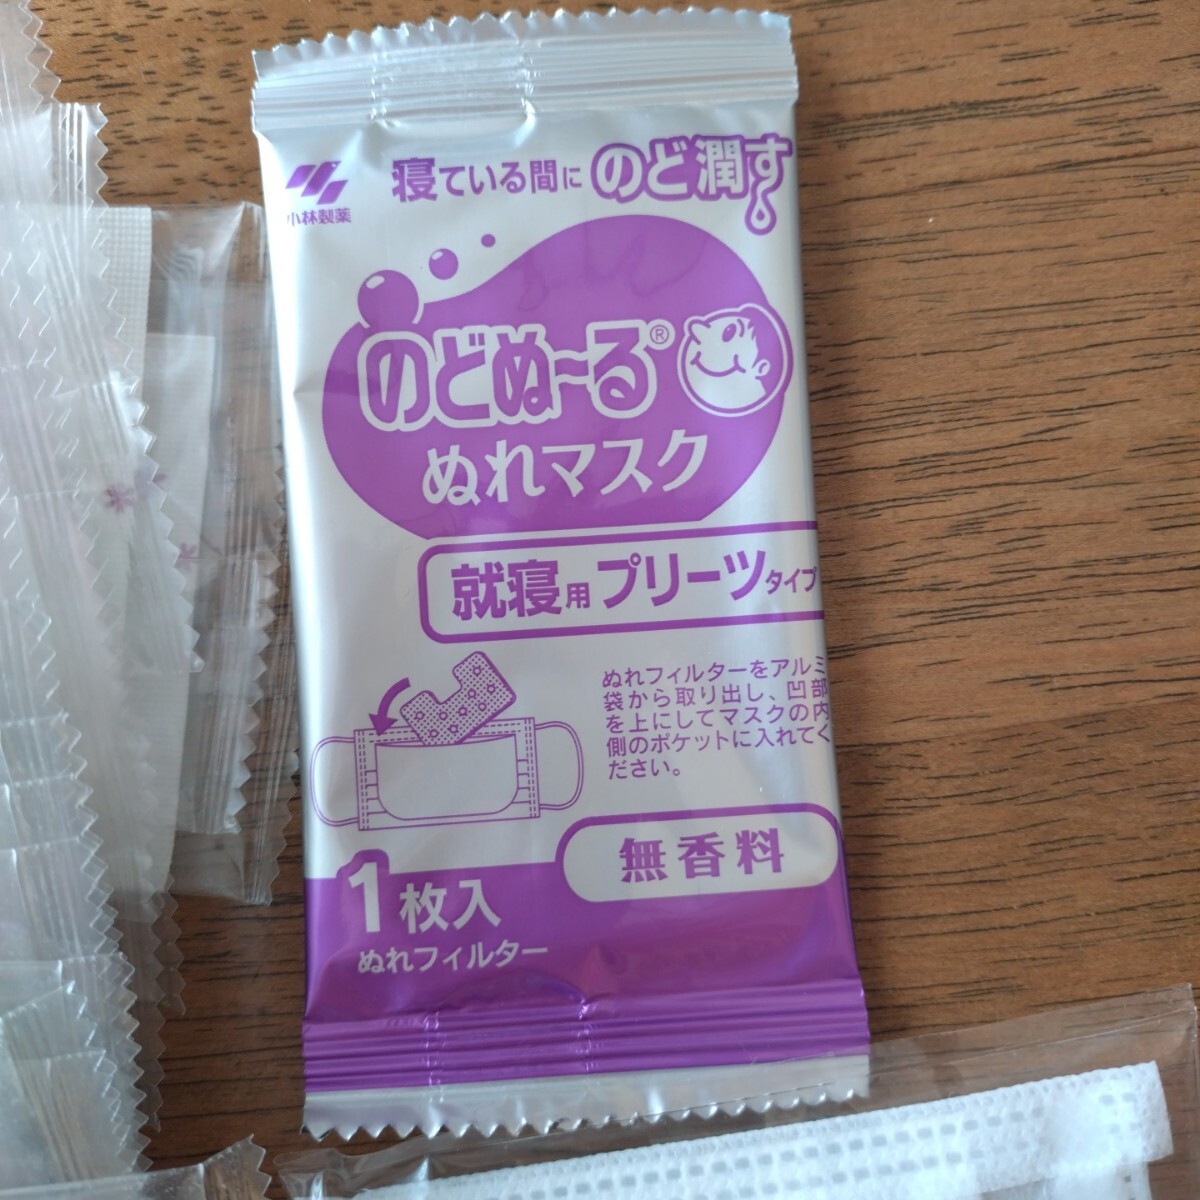 寝ている間に のど潤す
小林製薬
のどぬ〜る®
ぬれマスク
就寝用 プリーツタイプ
ぬれフィルターをアルミ
袋から取り出し、凹部
を上にしてマスクの内
側のポケットに入れてく
ださい。
無香料
1枚入
ぬれフィルター